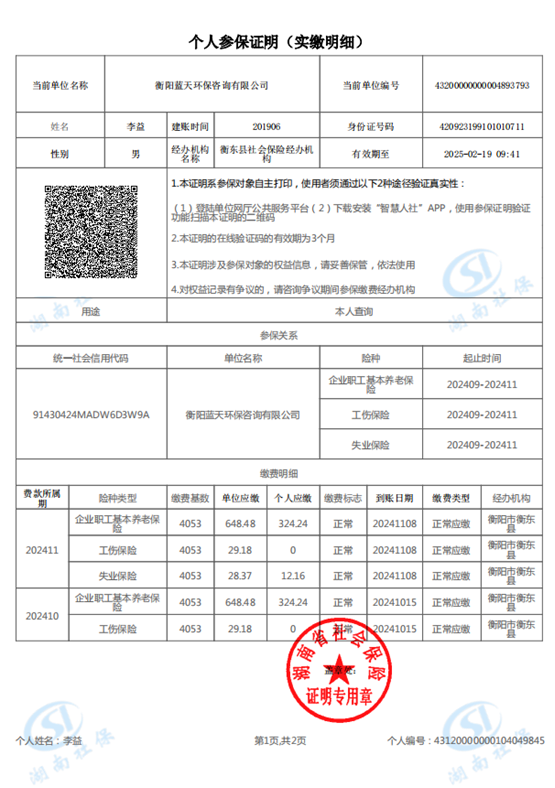 个人参保证明（实缴明细）
当前单位名称 衡阳蓝天环保咨询有限公司 当前单位编号 43200000000004893793
姓名 李益 建账时间 201906 身份证号码 420923199101010711
性别 男 经办机构名称 衡东县社会保险经办机构 有效期至 2025-02-19 09:41
1.本证明系参保对象自主打印，使用者须通过以下2种途径验证真实性：
（1）登陆单位网厅公共服务平台（2）下载安装“智慧人社”APP，使用参保证明验证
功能扫描本证明的二维码
2.本证明的在线验证码的有效期为3个月
3.本证明涉及参保对象的权益信息，请妥善保管，依法使用
4.对权益记录有争议的，请咨询争议期间参保缴费经办机构
用途 本人查询
参保关系
统一社会信用代码 单位名称 险种 起止时间
91430424MADW6D3W9A 衡阳蓝天环保咨询有限公司 企业职工基本养老保险 202409-202411
工伤保险 202409-202411
失业保险 202409-202411
缴费明细
费款所属期 险种类型 缴费基数 单位应缴 个人应缴 缴费标志 到账日期 缴费类型 经办机构
202411 企业职工基本养老保险 4053 648.48 324.24 正常 20241108 正常应缴 衡阳市衡东县
工伤保险 4053 29.18 0 正常 20241108 正常应缴 衡阳市衡东县
失业保险 4053 28.37 12.16 正常 20241108 正常应缴 衡阳市衡东县
202410 企业职工基本养老保险 4053 648.48 324.24 正常 20241015 正常应缴 衡阳市衡东县
工伤保险 4053 29.18 0 正常 20241015 正常应缴 衡阳市衡东县
湖南省社会保险
证明专用章
个人姓名：李益 第1页,共2页 个人编号：43120000000104049845
SI
湖南社保